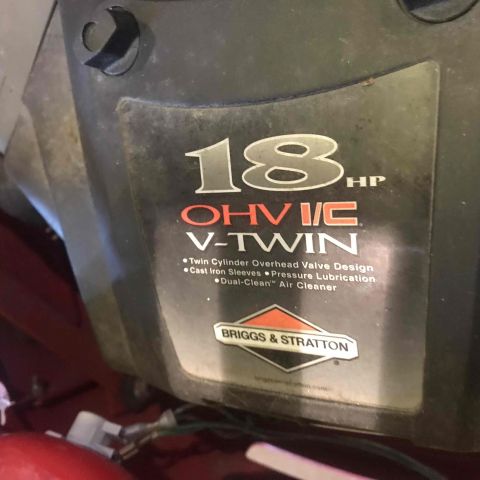 18 HP
OHV I/C
V-TWIN
• Twin Cylinder Overhead Valve Design
• Cast Iron Sleeves • Pressure Lubrication
• Dual-Clean™ Air Cleaner
BRIGGS & STRATTON®